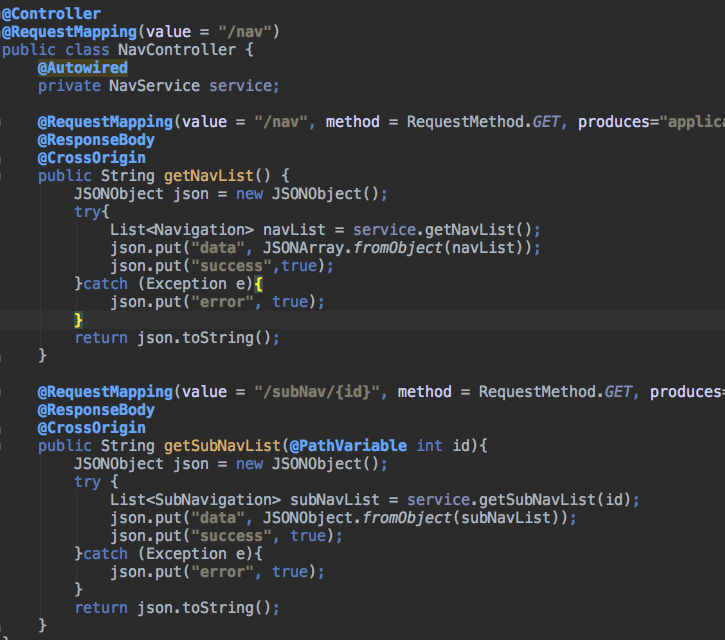 @Controller
@RequestMapping(value = "/nav")
public class NavController {
    @Autowired
    private NavService service;

    @RequestMapping(value = "/nav", method = RequestMethod.GET, produces="applica
    @ResponseBody
    @CrossOrigin
    public String getNavList() {
        JSONObject json = new JSONObject();
        try{
            List<Navigation> navList = service.getNavList();
            json.put("data", JSONArray.fromObject(navList));
            json.put("success",true);
        }catch (Exception e){
            json.put("error", true);
        }
        return json.toString();
    }

    @RequestMapping(value = "/subNav/{id}", method = RequestMethod.GET, produces=
    @ResponseBody
    @CrossOrigin
    public String getSubNavList(@PathVariable int id){
        JSONObject json = new JSONObject();
        try {
            List<SubNavigation> subNavList = service.getSubNavList(id);
            json.put("data", JSONObject.fromObject(subNavList));
            json.put("success", true);
        }catch (Exception e){
            json.put("error", true);
        }
        return json.toString();
    }